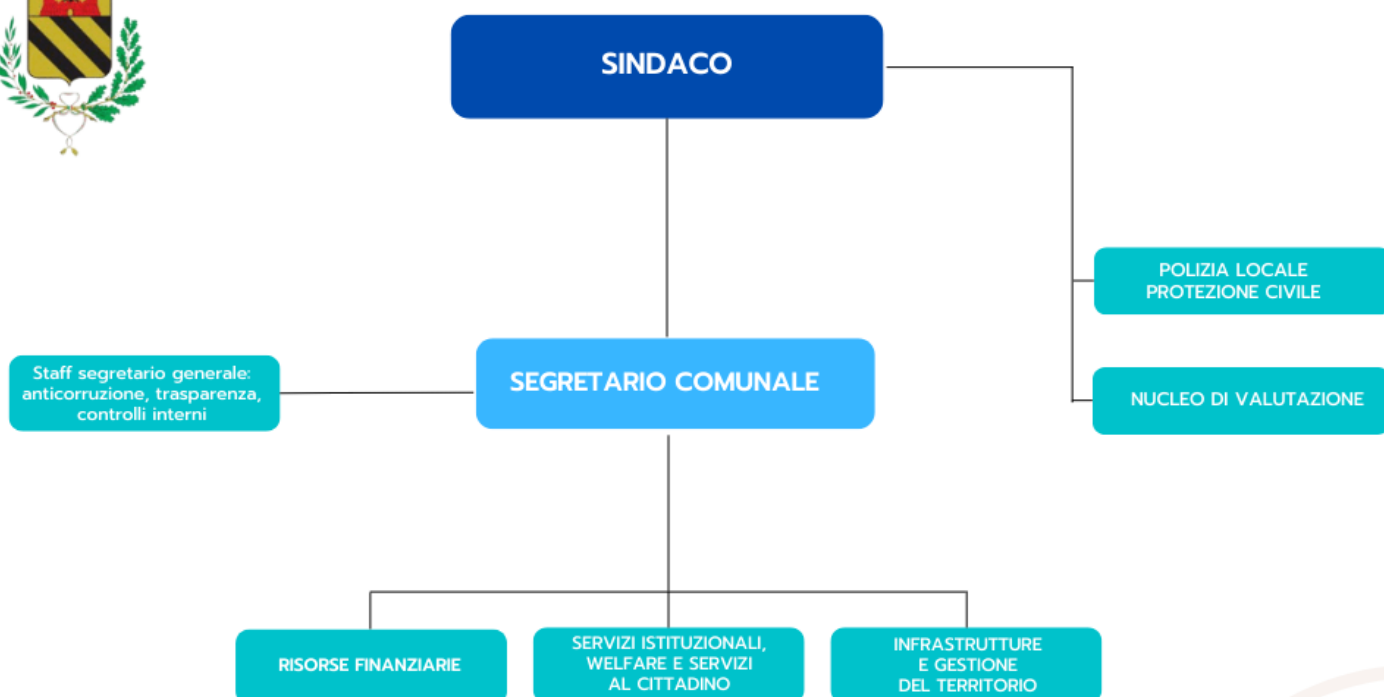 SINDACO
POLIZIA LOCALE
PROTEZIONE CIVILE
Staff segretario generale:
anticorruzione, trasparenza,
controlli interni
SEGRETARIO COMUNALE
NUCLEO DI VALUTAZIONE
RISORSE FINANZIARIE
SERVIZI ISTITUZIONALI,
WELFARE E SERVIZI
AL CITTADINO
INFRASTRUTTURE
E GESTIONE
DEL TERRITORIO